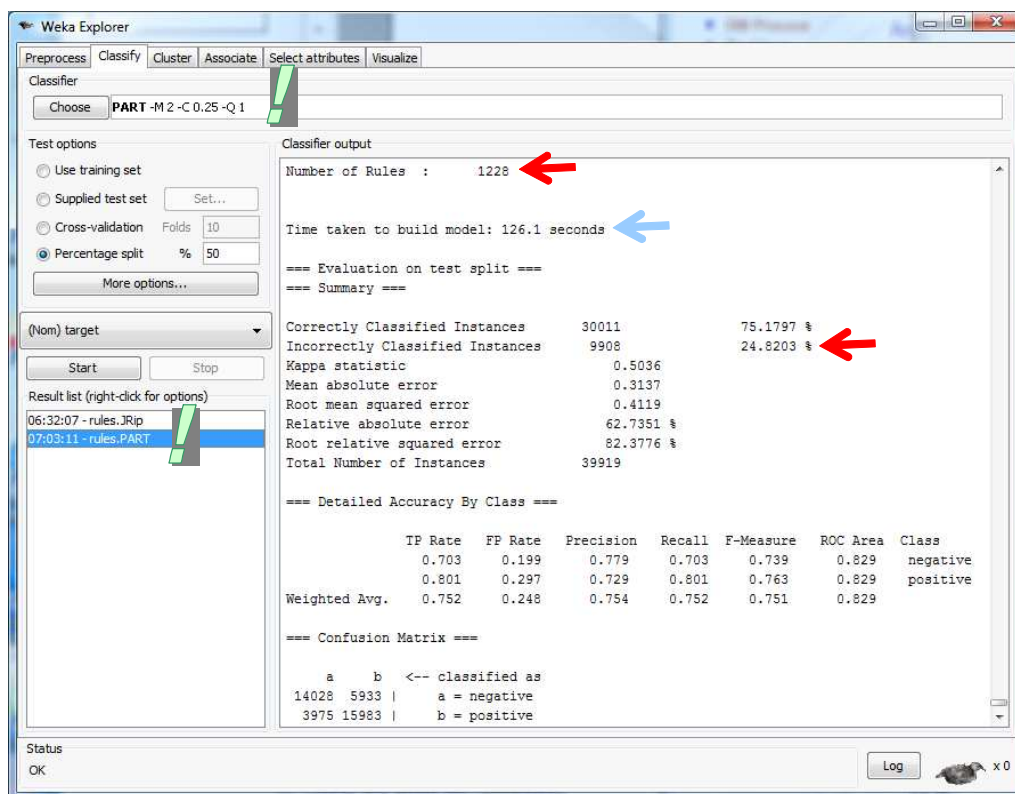 Weka Explorer
Preprocess Classify Cluster Associate Select attributes Visualize
Classifier
Choose PART -M 2 -C 0.25 -Q 1
Test options
Use training set
Supplied test set Set...
Cross-validation Folds 10
Percentage split % 50
More options...
(Nom) target
Start Stop
Result list (right-click for options)
06:32:07 - rules.JRip
07:03:11 - rules.PART
!
!
Classifier output
Number of Rules : 1228
Time taken to build model: 126.1 seconds
=== Evaluation on test split ===
=== Summary ===
Correctly Classified Instances 30011 75.1797 %
Incorrectly Classified Instances 9908 24.8203 %
Kappa statistic 0.5036
Mean absolute error 0.3137
Root mean squared error 0.4119
Relative absolute error 62.7351 %
Root relative squared error 82.3776 %
Total Number of Instances 39919
=== Detailed Accuracy By Class ===
TP Rate FP Rate Precision Recall F-Measure ROC Area Class
0.703 0.199 0.779 0.703 0.739 0.829 negative
0.801 0.297 0.729 0.801 0.763 0.829 positive
Weighted Avg. 0.752 0.248 0.754 0.752 0.751 0.829
=== Confusion Matrix ===
a b <-- classified as
14028 5933 | a = negative
3975 15983 | b = positive
Status
OK
Log
x 0